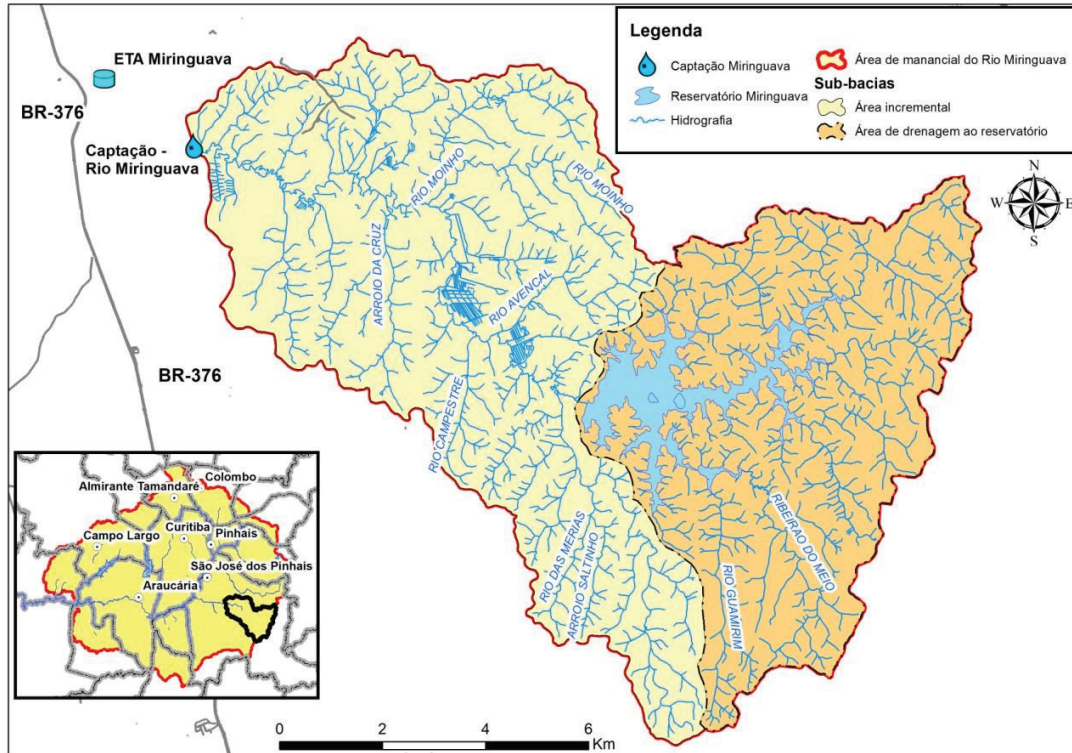 Legenda
Captação Miringuava
Reservatório Miringuava
Hidrografia
Área de manancial do Rio Miringuava
Sub-bacias
Área incremental
Área de drenagem ao reservatório
ETA Miringuava
BR-376
Captação -
Rio Miringuava
RIO MOINHO
RIO MOINHO
ARROIO DA CRUZ
RIO AVENÇAL
RIO CAMPESTRE
RIO DAS MERIAS
ARROIO SALTINHO
RIO GUAMIRIM
RIBEIRAO DO MEIO
N
W E
S
BR-376
Colombo
Almirante Tamandaré
Curitiba
Pinhais
Campo Largo
São José dos Pinhais
Araucária
0 2 4 6
Km